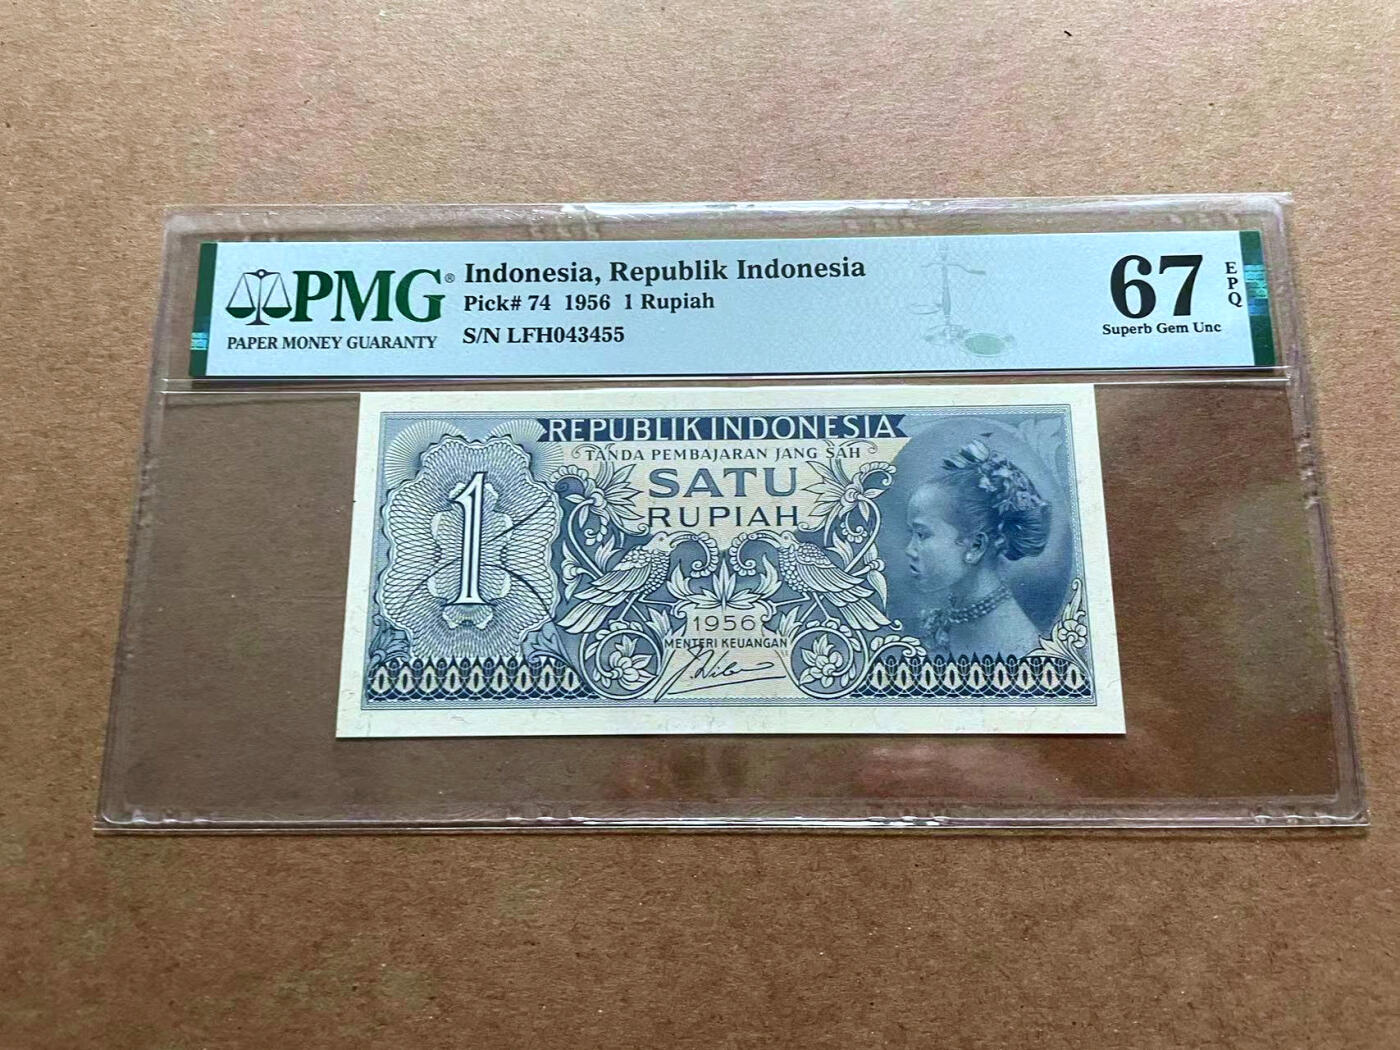 PMG®
PAPER MONEY GUARANTY
Indonesia, Republik Indonesia
Pick# 74 1956 1 Rupiah
S/N LFH043455
67
EPQ
Superb Gem Unc
REPUBLIK INDONESIA
TANDA PEMBAJARAN JANG SAH
SATU
RUPIAH
1
1956
MENTERI KEUANGAN